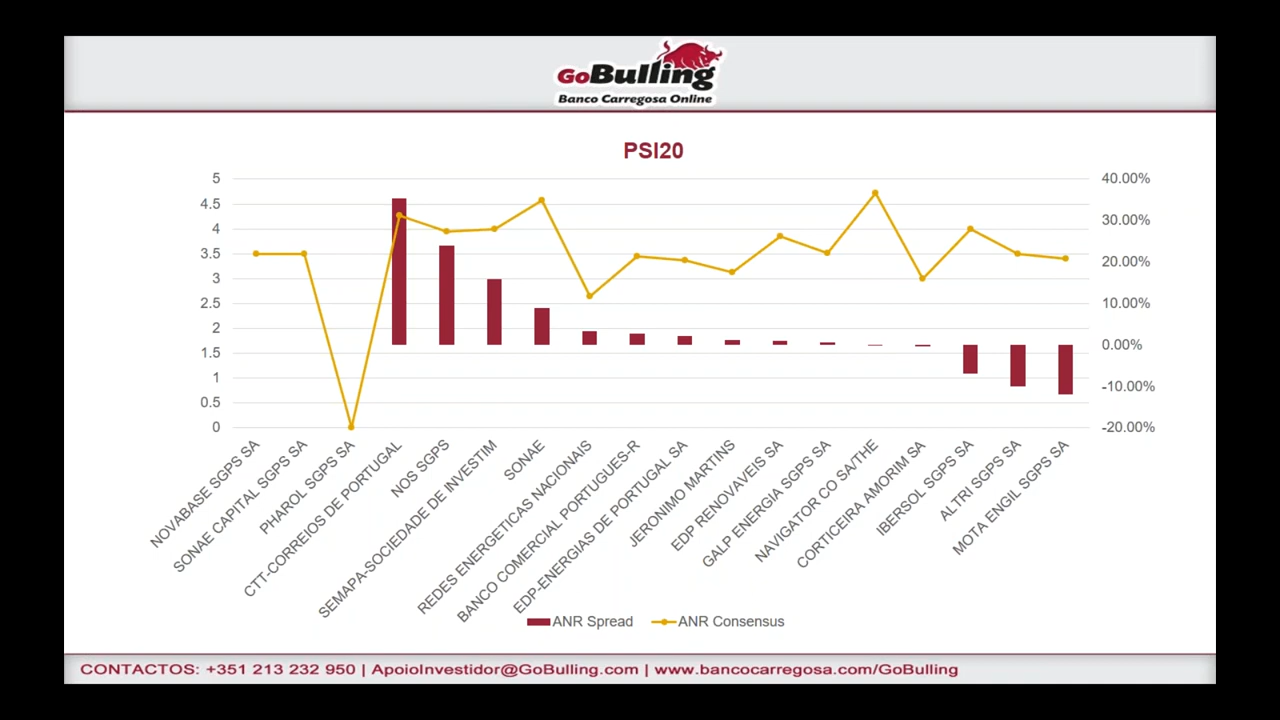 GoBulling
Banco Carregosa Online
PSI20
5
4.5
4
3.5
3
2.5
2
1.5
1
0.5
0
40.00%
30.00%
20.00%
10.00%
0.00%
-10.00%
-20.00%
NOVABASE SGPS SA
SONAE CAPITAL SGPS SA
PHAROL SGPS SA
CTT-CORREIOS DE PORTUGAL
NOS SGPS
SEMAPA-SOCIEDADE DE INVESTIM
SONAE
REDES ENERGETICAS NACIONAIS
BANCO COMERCIAL PORTUGUES-R
EDP-ENERGIAS DE PORTUGAL SA
JERONIMO MARTINS
EDP RENOVAVEIS SA
GALP ENERGIA SGPS SA
NAVIGATOR CO SA/THE
CORTICEIRA AMORIM SA
IBERSOL SGPS SA
ALTRI SGPS SA
MOTA ENGIL SGPS SA
ANR Spread
ANR Consensus
CONTACTOS: +351 213 232 950 | ApoioInvestidor@GoBulling.com | www.bancocarregosa.com/GoBulling